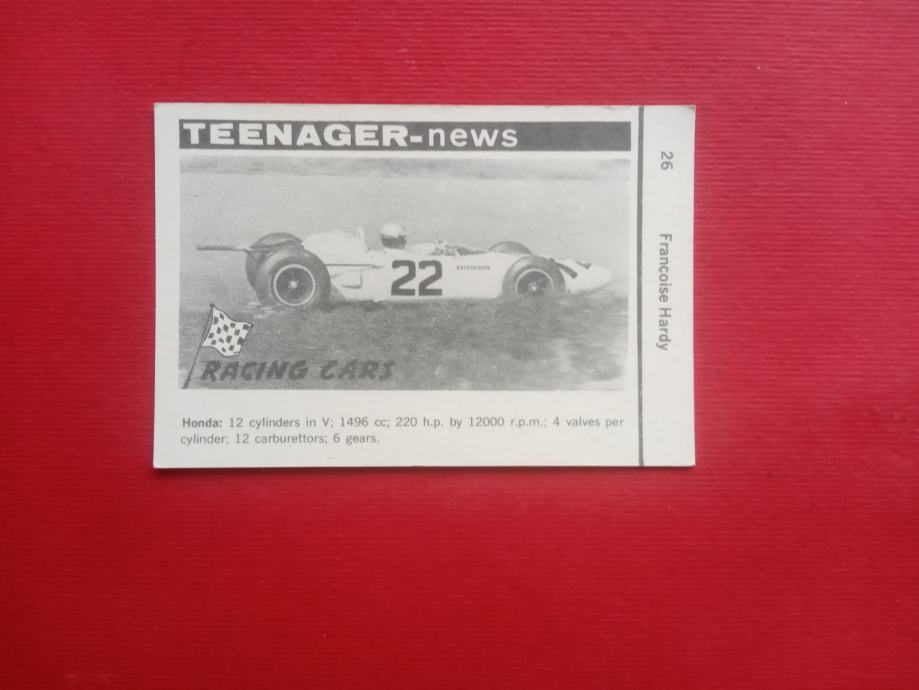 TEENAGER-news
22
HONDA
RACING CARS
Honda: 12 cylinders in V; 1496 cc; 220 h.p. by 12000 r.p.m.; 4 valves per
cylinder; 12 carburettors; 6 gears.
26 Francoise Hardy